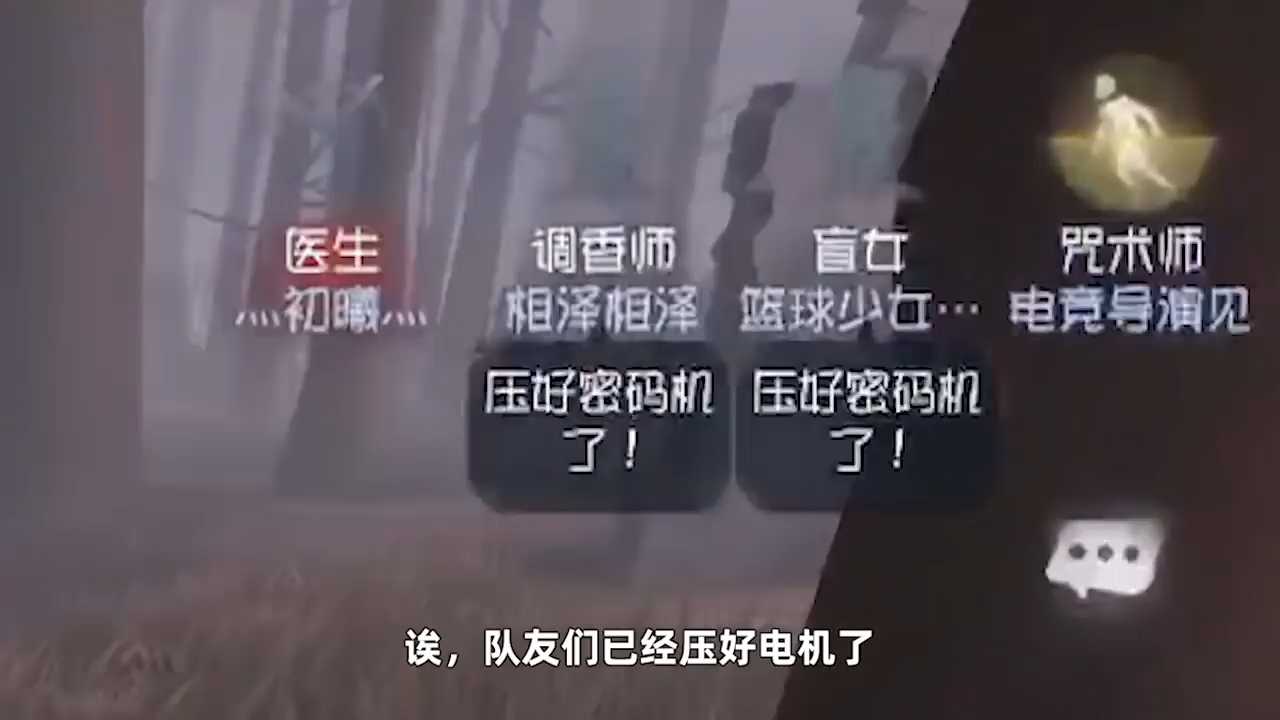 医生
灬初曦灬
调香师
相泽相泽
压好密码机
了！
盲女
篮球少女…
压好密码机
了！
咒术师
电竞导演见
诶，队友们已经压好电机了